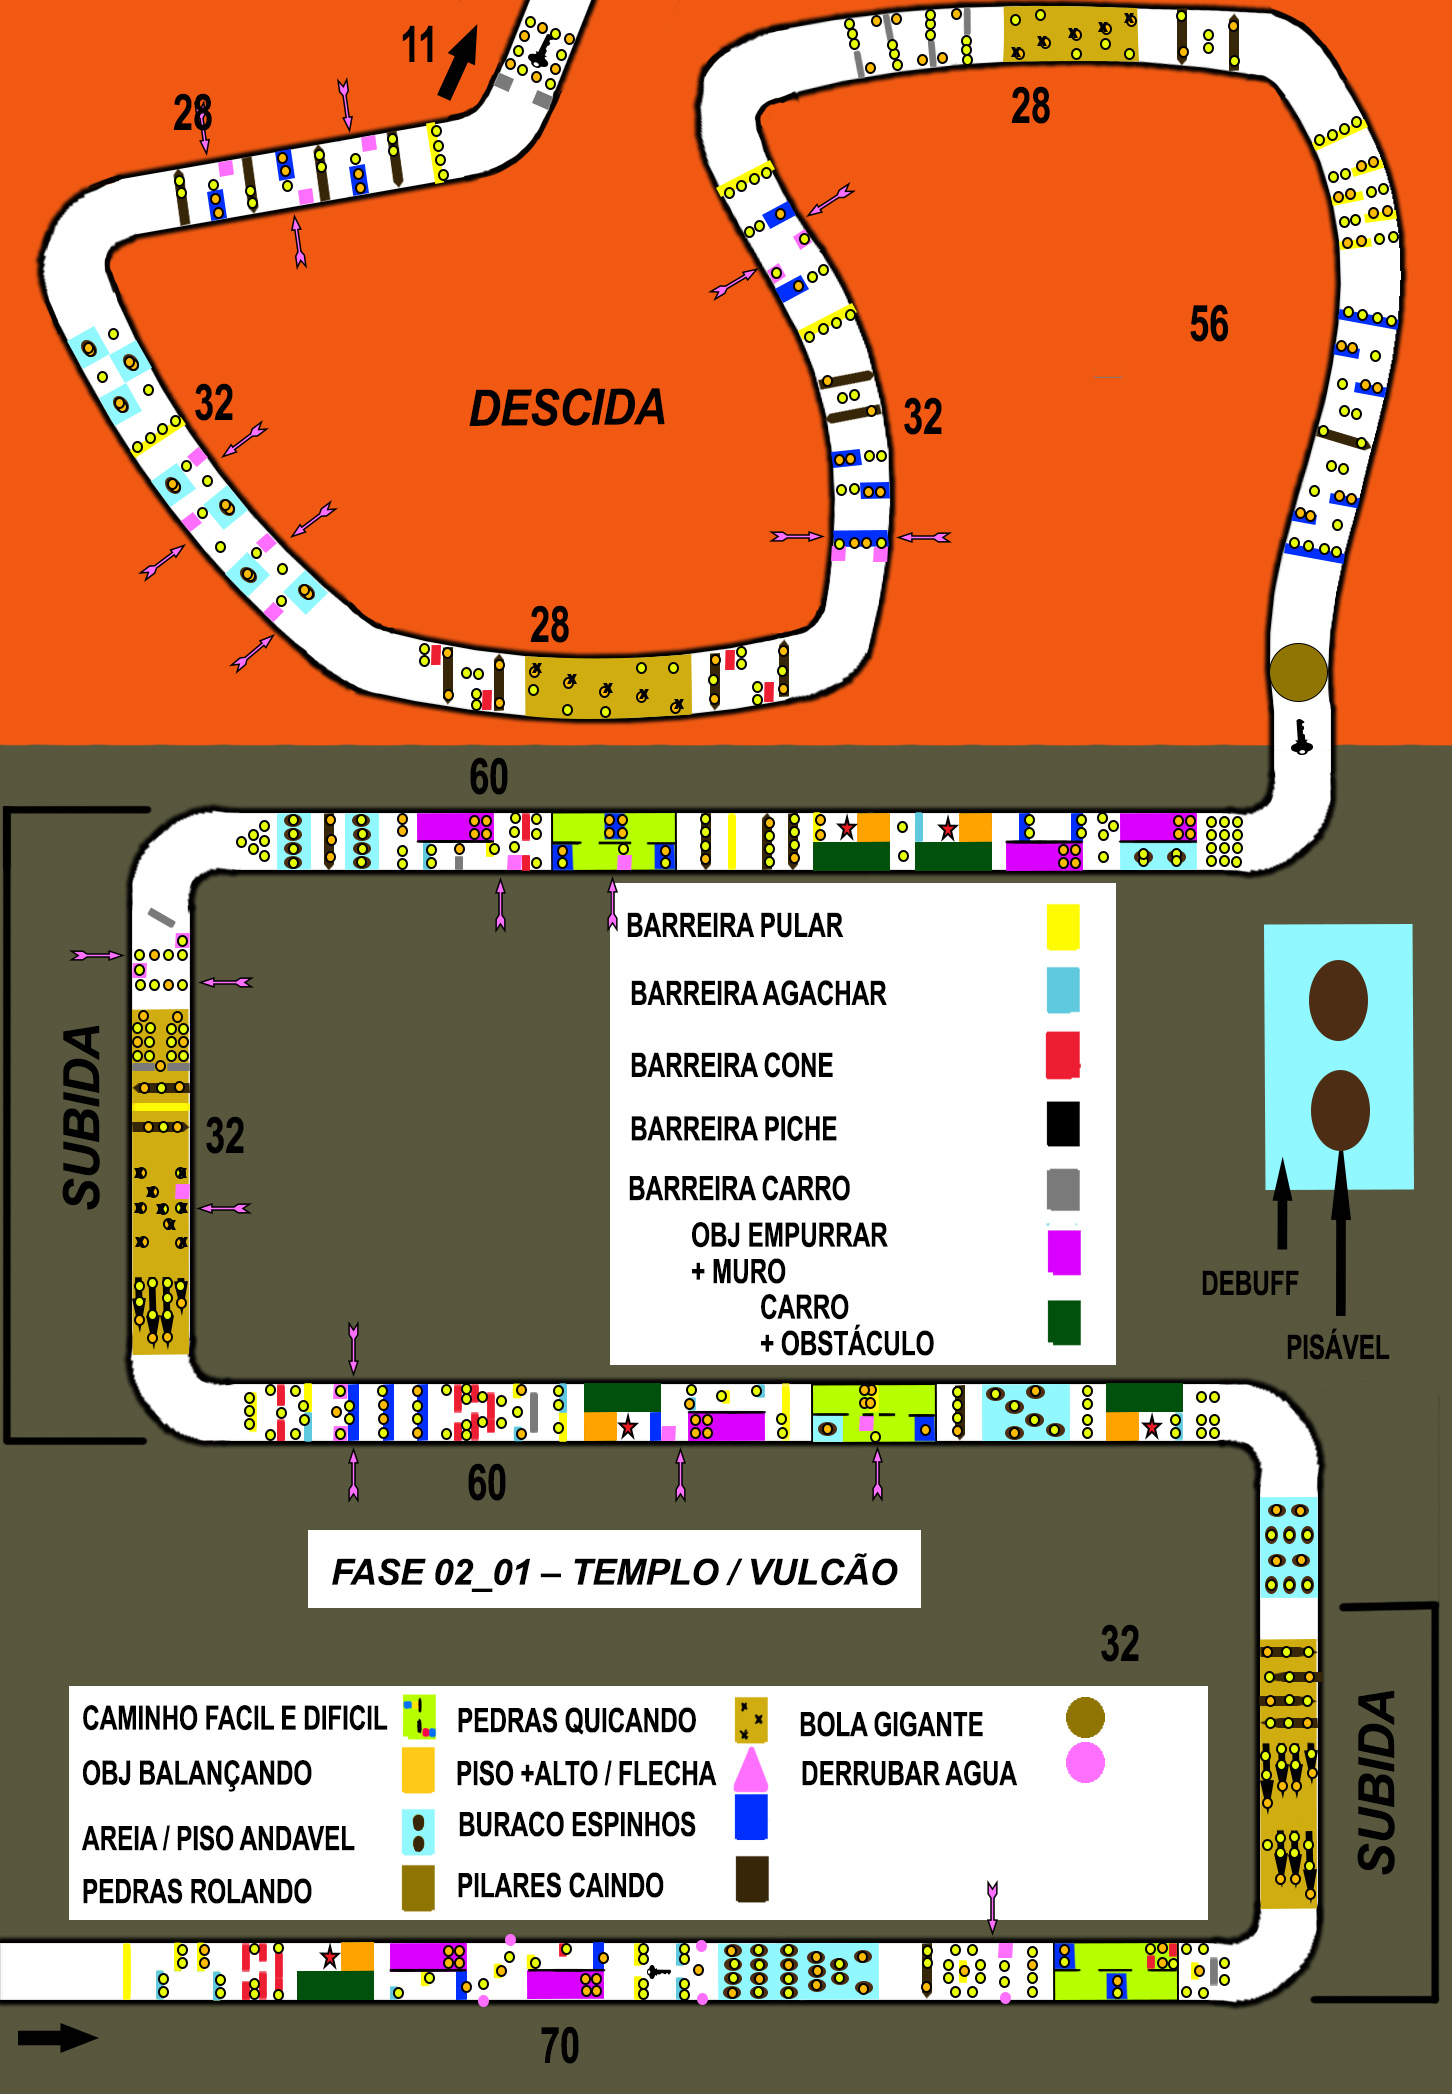 11
28
28
56
32
DESCIDA
32
28
60
BARREIRA PULAR
BARREIRA AGACHAR
BARREIRA CONE
BARREIRA PICHE
BARREIRA CARRO
OBJ EMPURRAR
+ MURO
CARRO
+ OBSTÁCULO
SUBIDA
32
DEBUFF
PISÁVEL
60
FASE 02_01 – TEMPLO / VULCÃO
32
SUBIDA
CAMINHO FACIL E DIFICIL
OBJ BALANÇANDO
AREIA / PISO ANDAVEL
PEDRAS ROLANDO
PEDRAS QUICANDO
PISO +ALTO / FLECHA
BURACO ESPINHOS
PILARES CAINDO
BOLA GIGANTE
DERRUBAR AGUA
70